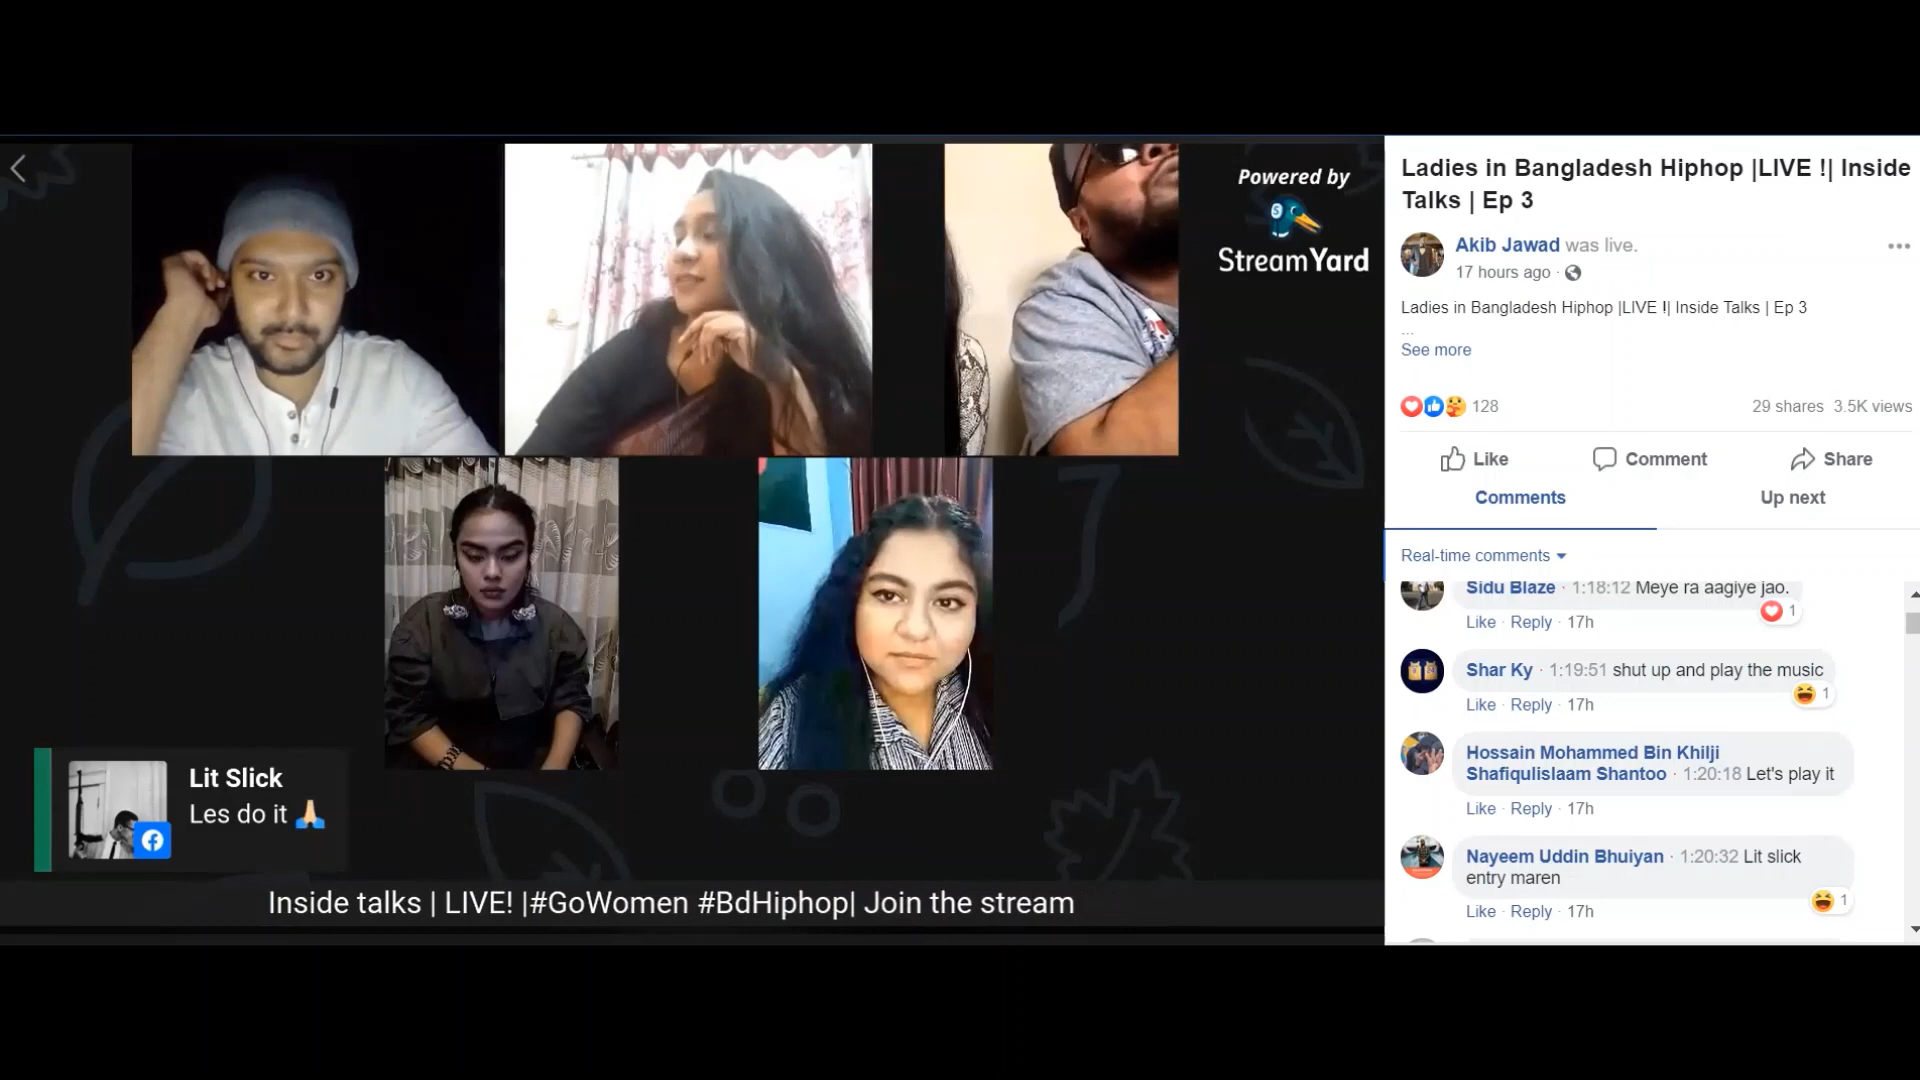 Powered by
StreamYard
Lit Slick
Les do it 🙏
Inside talks | LIVE! |#GoWomen #BdHiphop| Join the stream
Ladies in Bangladesh Hiphop |LIVE !| Inside
Talks | Ep 3
Akib Jawad was live.
17 hours ago ·
Ladies in Bangladesh Hiphop |LIVE !| Inside Talks | Ep 3
...
See more
128
29 shares 3.5K views
Like Comment Share
Comments Up next
Real-time comments
Sidu Blaze · 1:18:12 Meye ra aagiye jao.
1
Like · Reply · 17h
Shar Ky · 1:19:51 shut up and play the music
1
Like · Reply · 17h
Hossain Mohammed Bin Khilji
Shafiqulislaam Shantoo · 1:20:18 Let's play it
Like · Reply · 17h
Nayeem Uddin Bhuiyan · 1:20:32 Lit slick
entry maren
1
Like · Reply · 17h